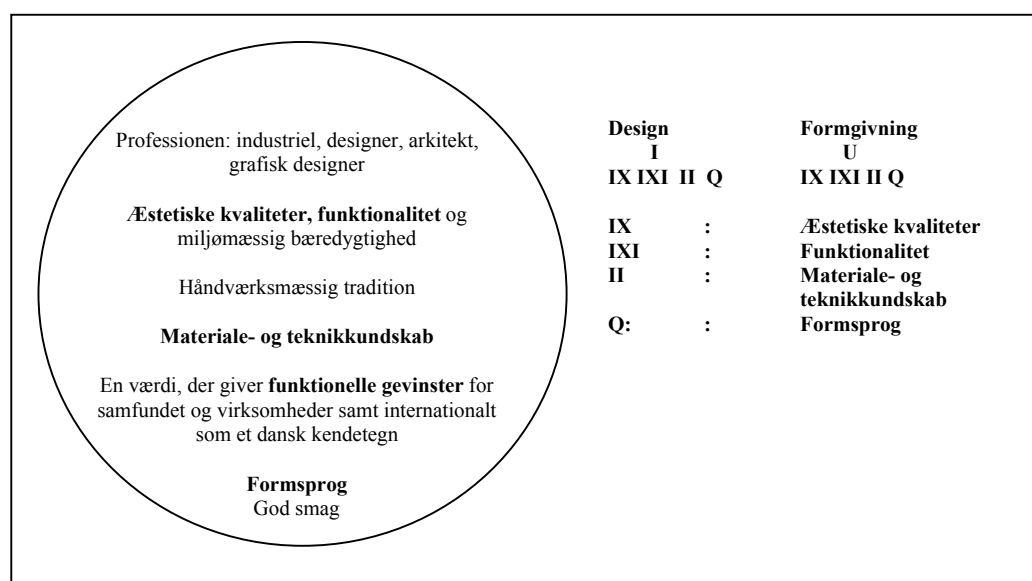 Professionen: industriel, designer, arkitekt,
grafisk designer
Æstetiske kvaliteter, funktionalitet og
miljømæssig bæredygtighed
Håndværksmæssig tradition
Materiale- og teknikkundskab
En værdi, der giver funktionelle gevinster for
samfundet og virksomheder samt internationalt
som et dansk kendetegn
Formsprog
God smag
Design Formgivning
I U
IX IXI II Q IX IXI II Q
IX : Æstetiske kvaliteter
IXI : Funktionalitet
II : Materiale- og
teknikkundskab
Q: : Formsprog